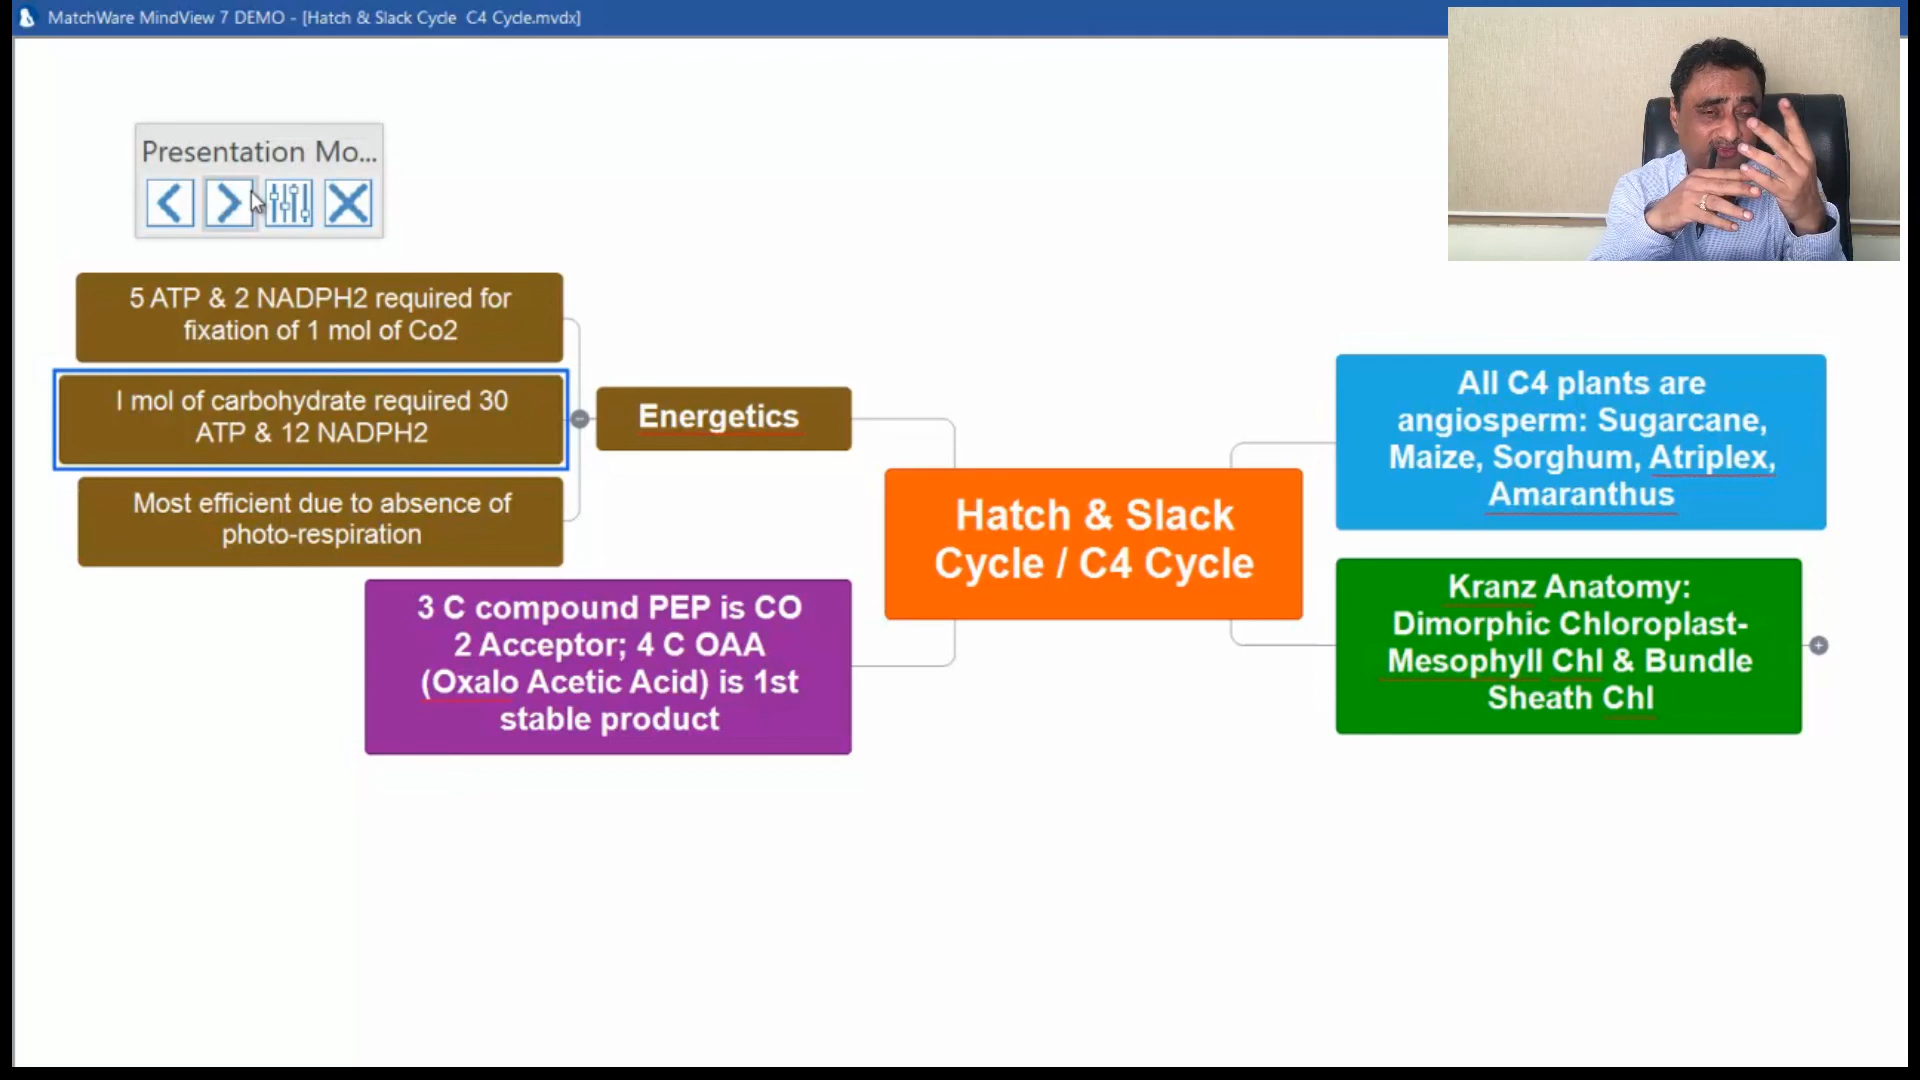 MatchWare MindView 7 DEMO - [Hatch & Slack Cycle  C4 Cycle.mvdx]
Presentation Mo...
5 ATP & 2 NADPH2 required for
fixation of 1 mol of Co2
I mol of carbohydrate required 30
ATP & 12 NADPH2
Most efficient due to absence of
photo-respiration
Energetics
3 C compound PEP is CO
2 Acceptor; 4 C OAA
(Oxalo Acetic Acid) is 1st
stable product
Hatch & Slack
Cycle / C4 Cycle
All C4 plants are
angiosperm: Sugarcane,
Maize, Sorghum, Atriplex,
Amaranthus
Kranz Anatomy:
Dimorphic Chloroplast-
Mesophyll Chl & Bundle
Sheath Chl